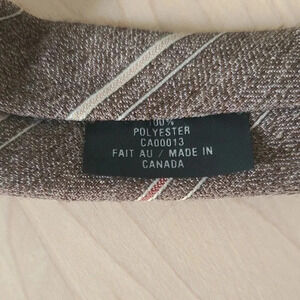 100%
POLYESTER
CA00013
FAIT AU / MADE IN
CANADA